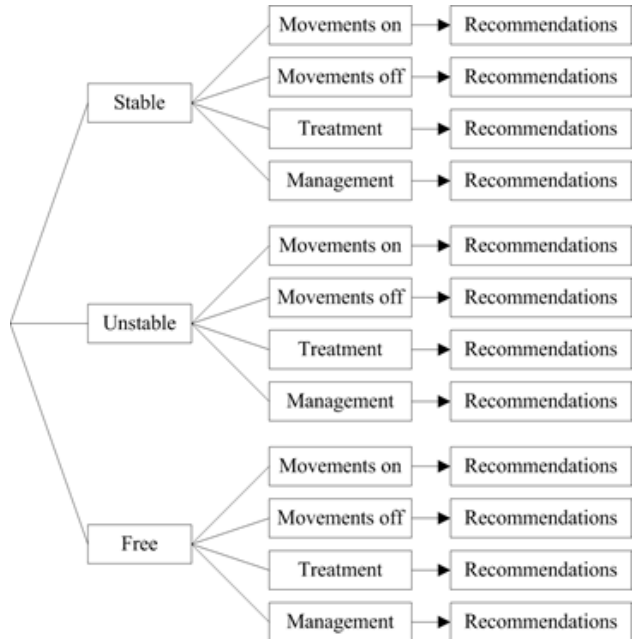 Movements on
Recommendations
Movements off
Recommendations
Stable
Treatment
Recommendations
Management
Recommendations
Movements on
Recommendations
Movements off
Recommendations
Unstable
Treatment
Recommendations
Management
Recommendations
Movements on
Recommendations
Movements off
Recommendations
Free
Treatment
Recommendations
Management
Recommendations